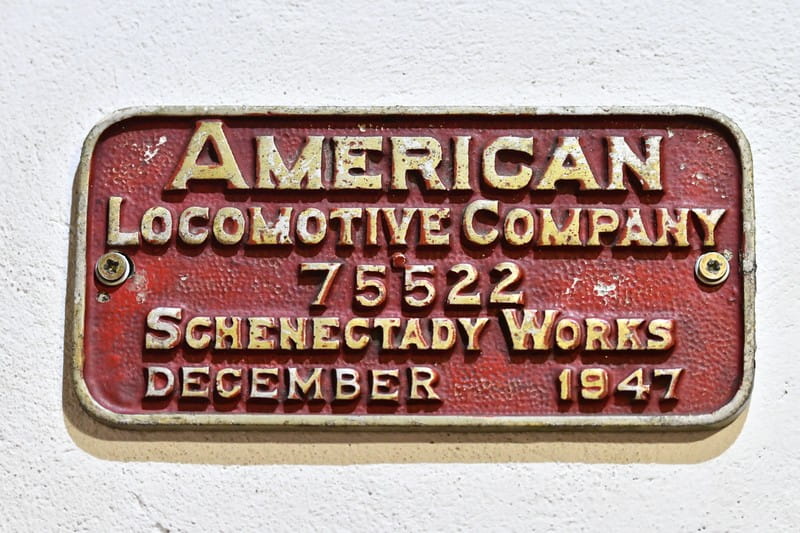 AMERICAN
LOCOMOTIVE COMPANY
75522
SCHENECTADY WORKS
DECEMBER 1947